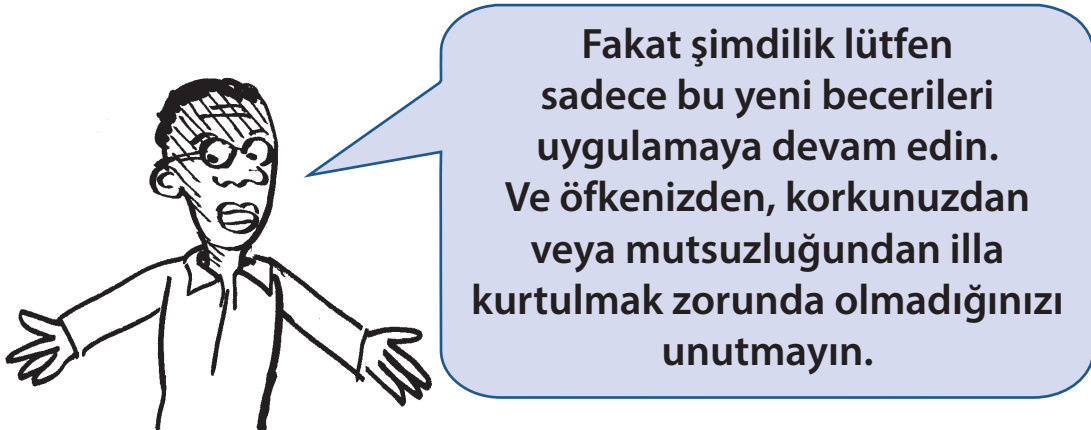 Fakat şimdilik lütfen
sadece bu yeni becerileri
uygulamaya devam edin.
Ve öfkenizden, korkunuzdan
veya mutsuzluğundan illa
kurtulmak zorunda olmadığınızı
unutmayın.